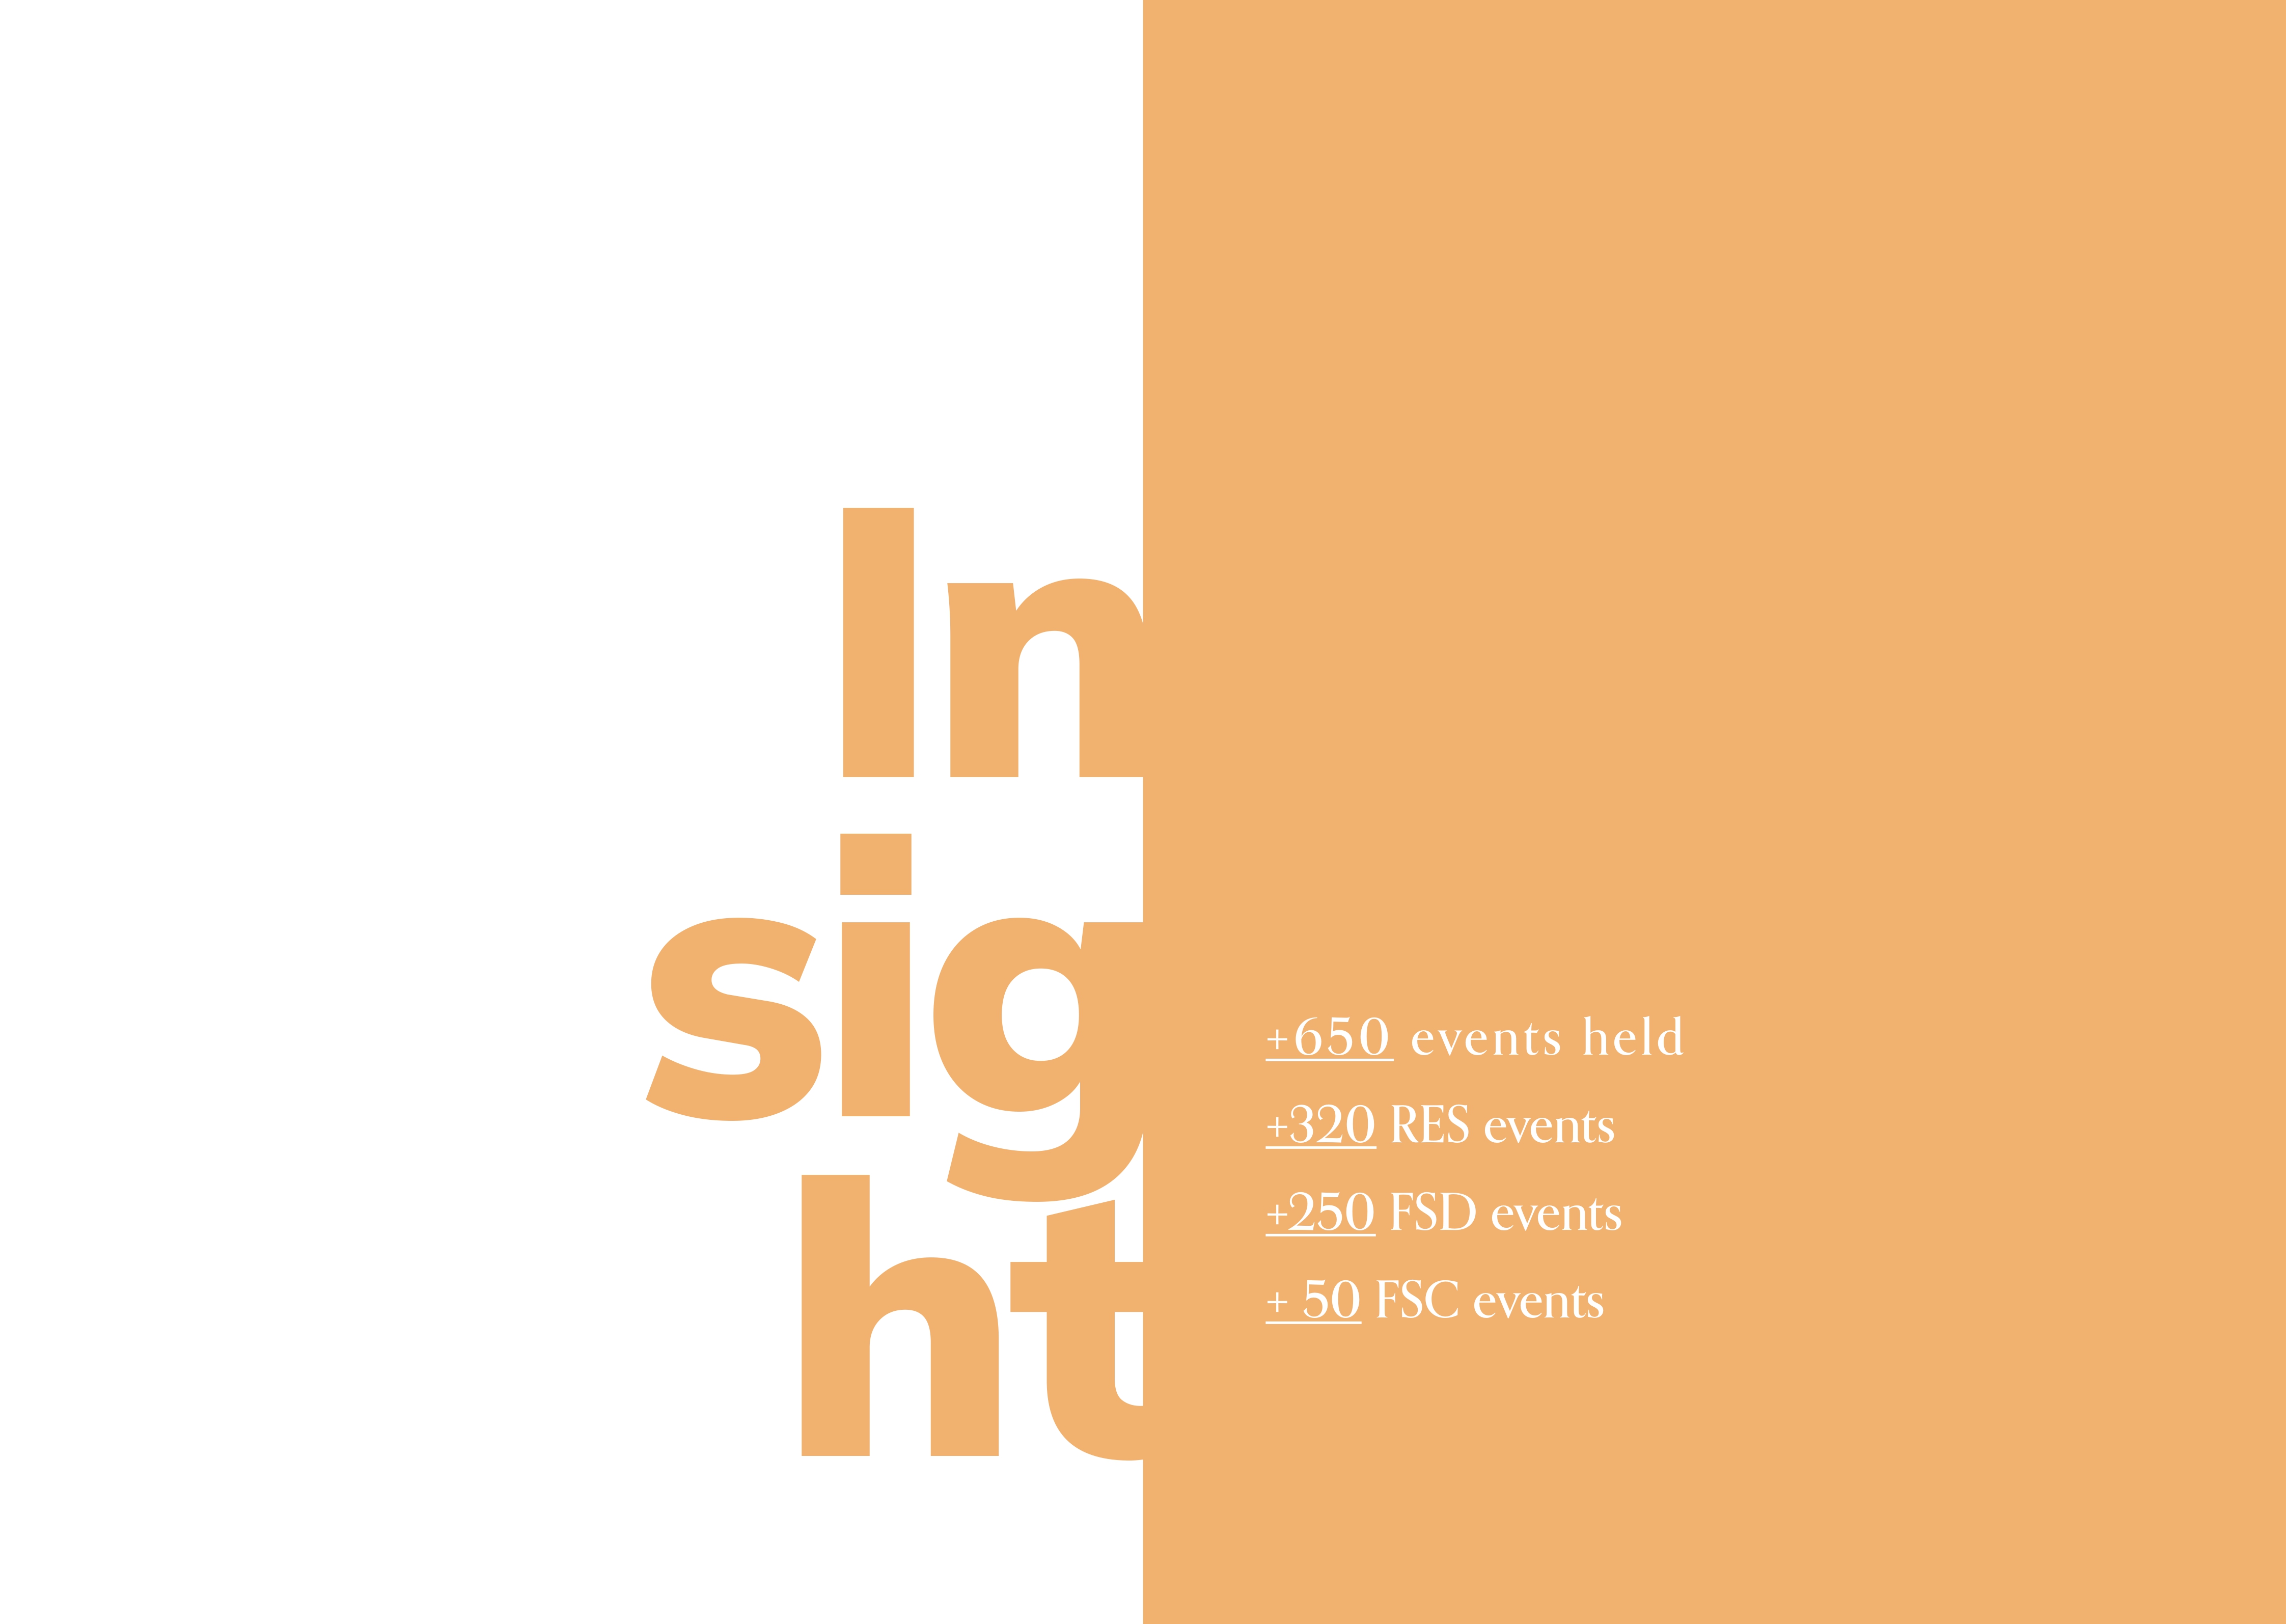 In
sig
ht
+650 events held
+320 RES events
+250 FSD events
+ 50 FSC events